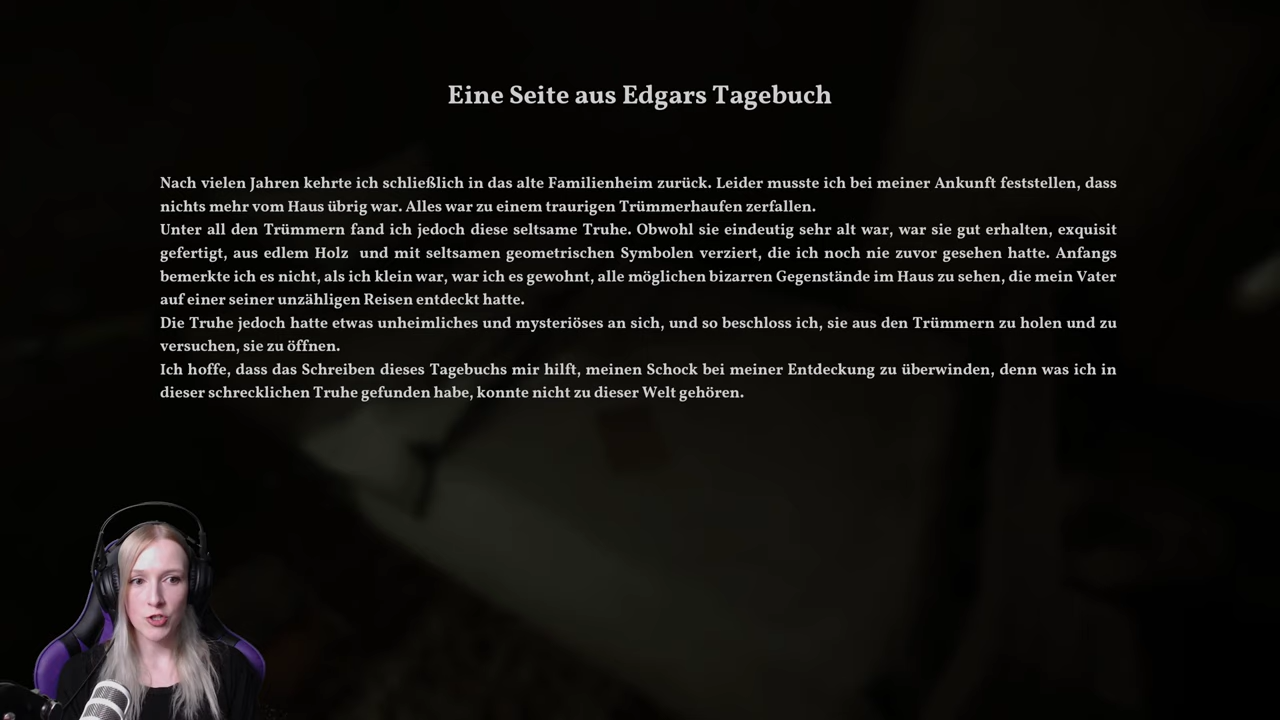 Eine Seite aus Edgars Tagebuch
Nach vielen Jahren kehrte ich schließlich in das alte Familienheim zurück. Leider musste ich bei meiner Ankunft feststellen, dass
nichts mehr vom Haus übrig war. Alles war zu einem traurigen Trümmerhaufen zerfallen.
Unter all den Trümmern fand ich jedoch diese seltsame Truhe. Obwohl sie eindeutig sehr alt war, war sie gut erhalten, exquisit
gefertigt, aus edlem Holz  und mit seltsamen geometrischen Symbolen verziert, die ich noch nie zuvor gesehen hatte. Anfangs
bemerkte ich es nicht, als ich klein war, war ich es gewohnt, alle möglichen bizarren Gegenstände im Haus zu sehen, die mein Vater
auf einer seiner unzähligen Reisen entdeckt hatte.
Die Truhe jedoch hatte etwas unheimliches und mysteriöses an sich, und so beschloss ich, sie aus den Trümmern zu holen und zu
versuchen, sie zu öffnen.
Ich hoffe, dass das Schreiben dieses Tagebuchs mir hilft, meinen Schock bei meiner Entdeckung zu überwinden, denn was ich in
dieser schrecklichen Truhe gefunden habe, konnte nicht zu dieser Welt gehören.